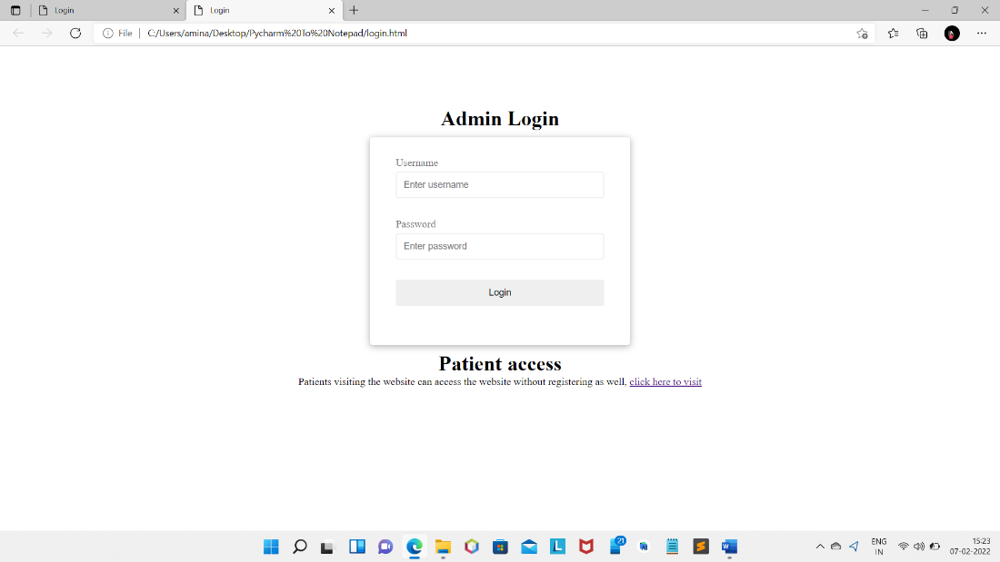 Login
Login
File
C:/Users/amina/Desktop/Pycharm%20To%20Notepad/login.html
Admin Login
Username
Enter username
Password
Enter password
Login
Patient access
Patients visiting the website can access the website without registering as well, click here to visit
21
L
W
ENG
IN
15:23
07-02-2022